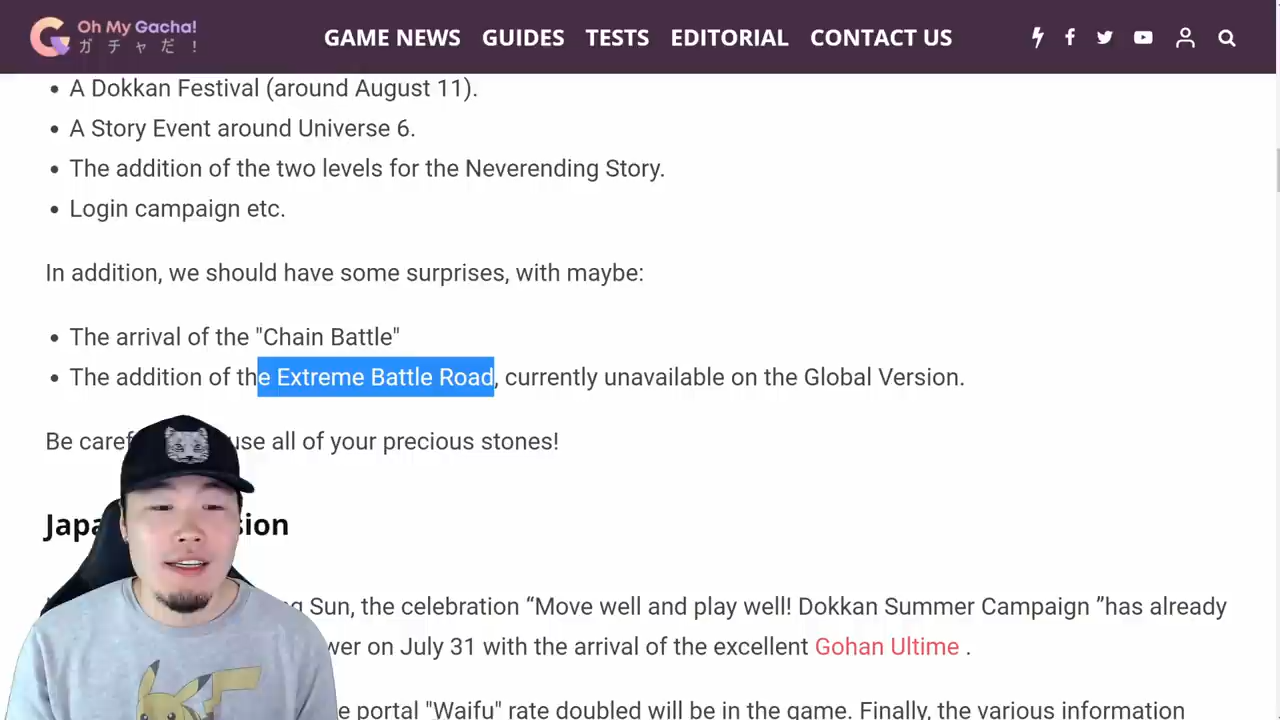 Oh My Gacha!
ガチャだ!
GAME NEWS GUIDES TESTS EDITORIAL CONTACT US
• A Dokkan Festival (around August 11).
• A Story Event around Universe 6.
• The addition of the two levels for the Neverending Story.
• Login campaign etc.
In addition, we should have some surprises, with maybe:
• The arrival of the "Chain Battle"
• The addition of the Extreme Battle Road, currently unavailable on the Global Version.
Be caref use all of your precious stones!
Japa sion
g Sun, the celebration “Move well and play well! Dokkan Summer Campaign ”has already
wer on July 31 with the arrival of the excellent Gohan Ultime .
e portal "Waifu" rate doubled will be in the game. Finally, the various information